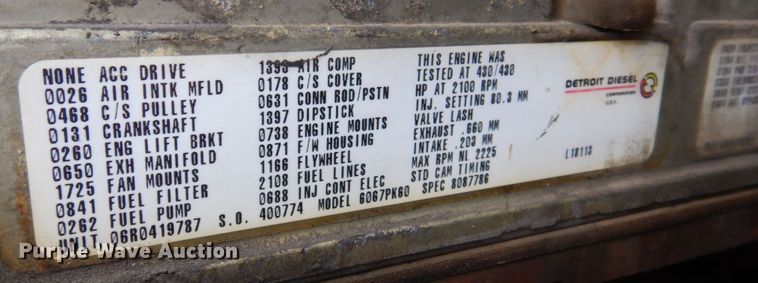 NONE ACC DRIVE
0026 AIR INTK MFLD
0468 C/S PULLEY
0131 CRANKSHAFT
0260 ENG LIFT BRKT
0650 EXH MANIFOLD
1725 FAN MOUNTS
0841 FUEL FILTER
0262 FUEL PUMP
UNIT 06R0419787 S.O. 400774 MODEL 6067PK60 SPEC 8087786
1393 AIR COMP
0178 C/S COVER
0631 CONN ROD/PSTN
1397 DIPSTICK
0738 ENGINE MOUNTS
0871 F/W HOUSING
1166 FLYWHEEL
2108 FUEL LINES
0688 INJ CONT ELEC
THIS ENGINE WAS
TESTED AT 430/430
HP AT 2100 RPM
INJ. SETTING 80.3 MM
VALVE LASH
EXHAUST .660 MM
INTAKE .203 MM
MAX RPM NL 2225
STD CAM TIMING
DETROIT DIESEL
CORPORATION
U.S.A.
L18113
Purple Wave Auction